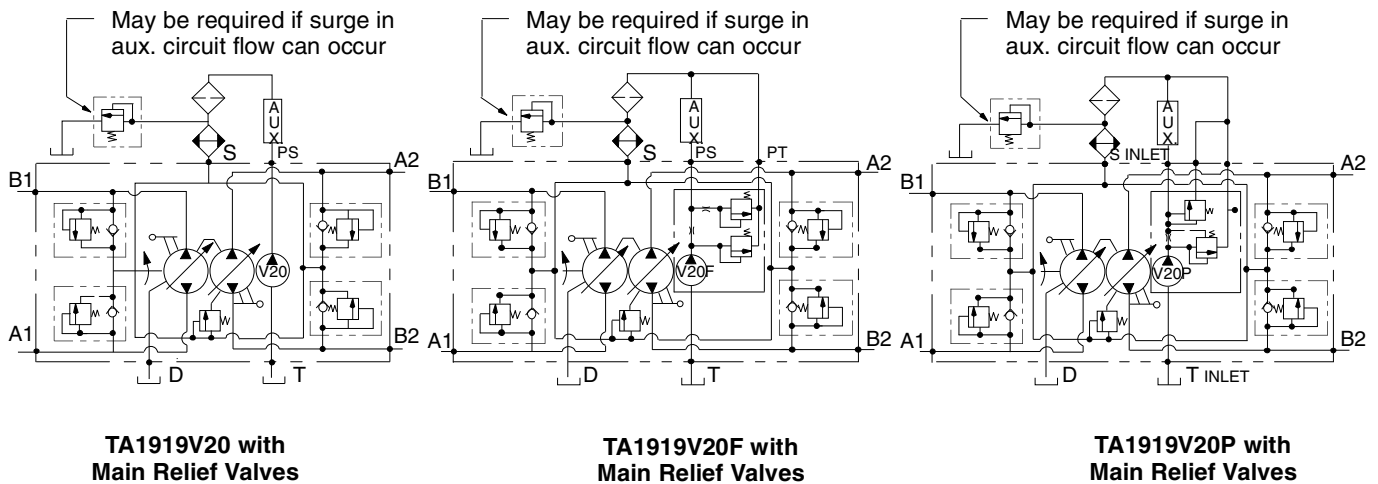 May be required if surge in
aux. circuit flow can occur
AUX.
S
PS
A2
B1
V20
A1
B2
D
T
TA1919V20 with
Main Relief Valves
May be required if surge in
aux. circuit flow can occur
AUX.
S
PS
PT
A2
B1
V20F
A1
B2
D
T
TA1919V20F with
Main Relief Valves
May be required if surge in
aux. circuit flow can occur
AUX.
S INLET
A2
B1
V20P
A1
B2
D
T INLET
TA1919V20P with
Main Relief Valves